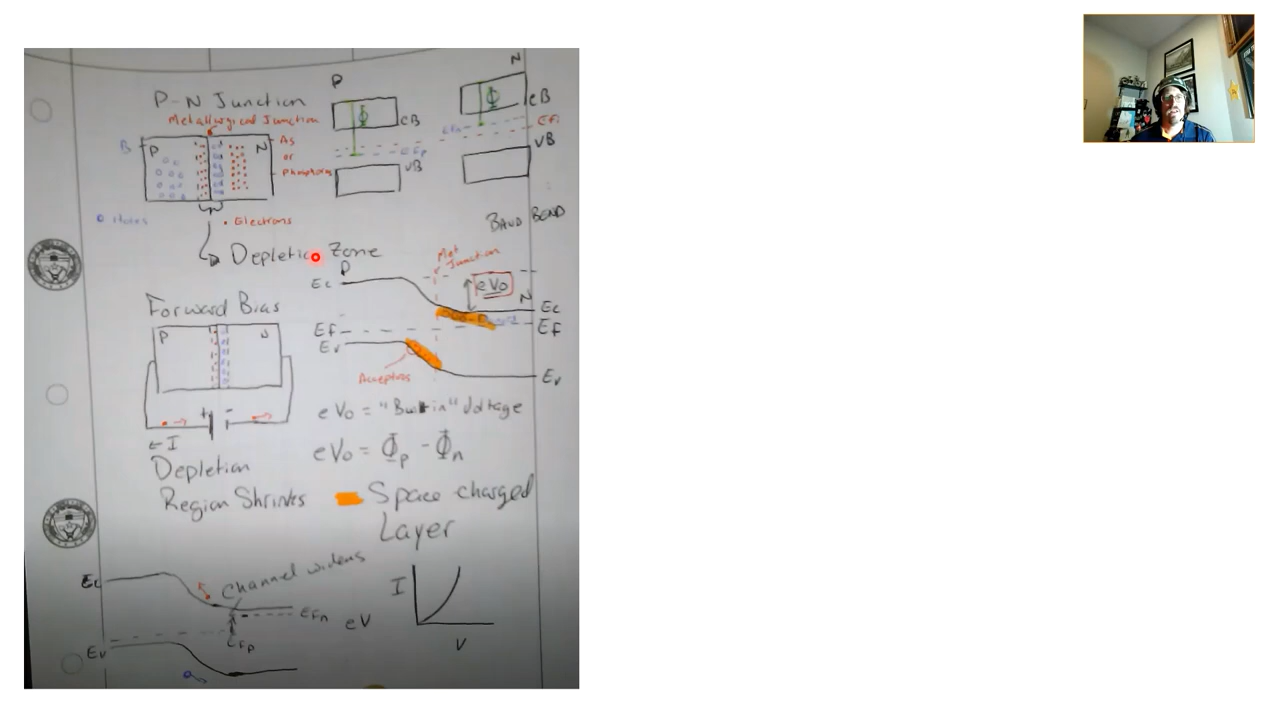 P-N Junction
Metallurgical Junction
B
P
N
As
or
Phosphorus
Holes
Electrons
Depletion Zone
P
Φ
CB
EFp
VB
N
Φ
CB
EFn
EFi
VB
BAND BEND
Met
Junction
P
Ec
eVo
N
Ec
Ef
Ef
Ev
Ev
Acceptors
eVo = "Built in" Voltage
eVo = Φp - Φn
Space charged
Layer
Forward Bias
P
N
+ -
← I
Depletion
Region Shrinks
Channel widens
Ec
EFn
eV
EFp
Ev
I
V